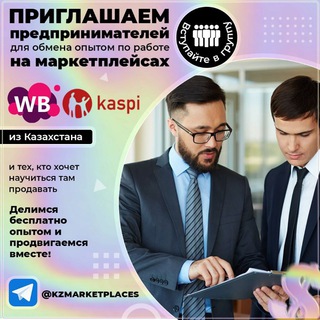 ПРИГЛАШАЕМ
предпринимателей
для обмена опытом по работе
на маркетплейсах
Вступайте в группу
WB
kaspi
из Казахстана
и тех, кто хочет
научиться там
продавать
Делимся
бесплатно
опытом и
продвигаемся
вместе!
@KZMARKETPLACES